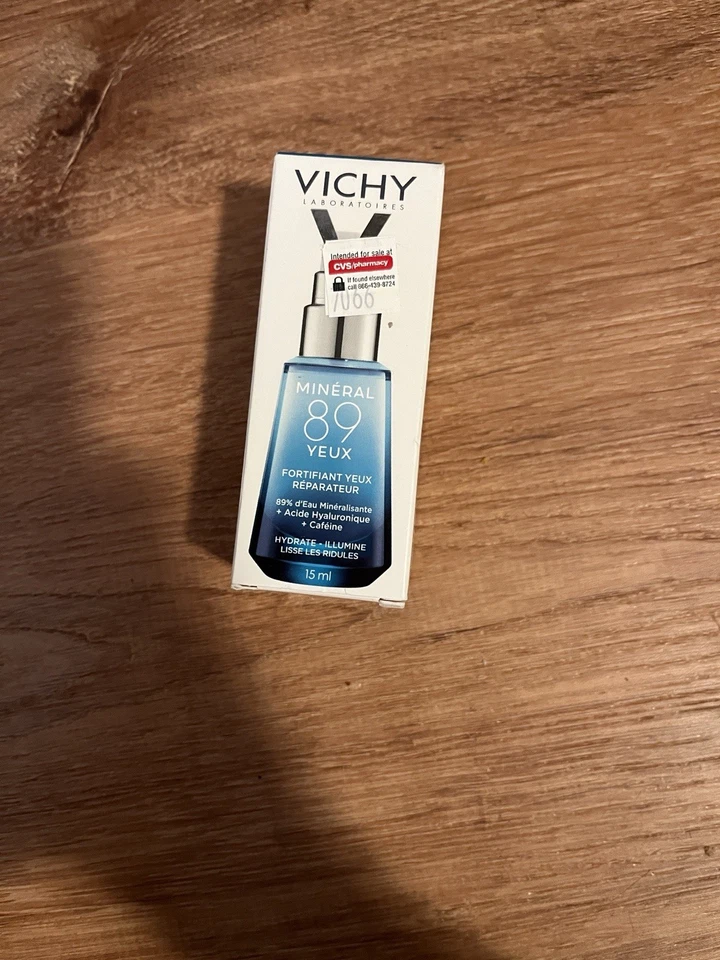 VICHY
LABORATOIRES
Intended for sale at
CVS/pharmacy
If found elsewhere
call 866-439-8724
7066
MINÉRAL
89
YEUX
FORTIFIANT YEUX
RÉPARATEUR
89% d'Eau Minéralisante
+ Acide Hyaluronique
+ Caféine
HYDRATE - ILLUMINE
LISSE LES RIDULES
15 ml